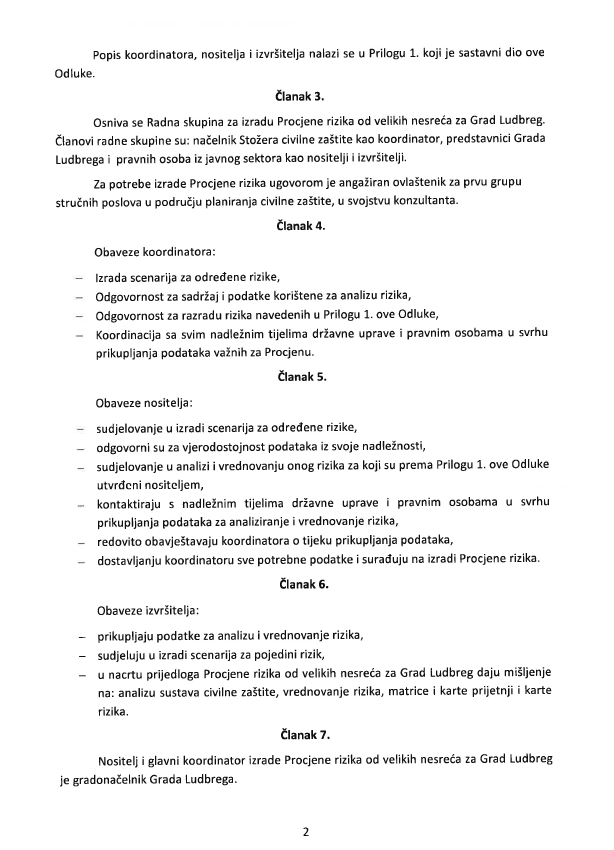 Popis koordinatora, nositelja i izvršitelja nalazi se u Prilogu 1. koji je sastavni dio ove
Odluke.
Članak 3.
Osniva se Radna skupina za izradu Procjene rizika od velikih nesreća za Grad Ludbreg.
Članovi radne skupine su: načelnik Stožera civilne zaštite kao koordinator, predstavnici Grada
Ludbrega i pravnih osoba iz javnog sektora kao nositelji i izvršitelji.
Za potrebe izrade Procjene rizika ugovorom je angažiran ovlaštenik za prvu grupu
stručnih poslova u području planiranja civilne zaštite, u svojstvu konzultanta.
Članak 4.
Obaveze koordinatora:
– Izrada scenarija za određene rizike,
– Odgovornost za sadržaj i podatke korištene za analizu rizika,
– Odgovornost za razradu rizika navedenih u Prilogu 1. ove Odluke,
– Koordinacija sa svim nadležnim tijelima državne uprave i pravnim osobama u svrhu
prikupljanja podataka važnih za Procjenu.
Članak 5.
Obaveze nositelja:
– sudjelovanje u izradi scenarija za određene rizike,
– odgovorni su za vjerodostojnost podataka iz svoje nadležnosti,
– sudjelovanje u analizi i vrednovanju onog rizika za koji su prema Prilogu 1. ove Odluke
utvrđeni nositeljem,
– kontaktiraju s nadležnim tijelima državne uprave i pravnim osobama u svrhu
prikupljanja podataka za analiziranje i vrednovanje rizika,
– redovito obavještavaju koordinatora o tijeku prikupljanja podataka,
– dostavljanju koordinatoru sve potrebne podatke i surađuju na izradi Procjene rizika.
Članak 6.
Obaveze izvršitelja:
– prikupljaju podatke za analizu i vrednovanje rizika,
– sudjeluju u izradi scenarija za pojedini rizik,
– u nacrtu prijedloga Procjene rizika od velikih nesreća za Grad Ludbreg daju mišljenje
na: analizu sustava civilne zaštite, vrednovanje rizika, matrice i karte prijetnji i karte
rizika.
Članak 7.
Nositelj i glavni koordinator izrade Procjene rizika od velikih nesreća za Grad Ludbreg
je gradonačelnik Grada Ludbrega.
2